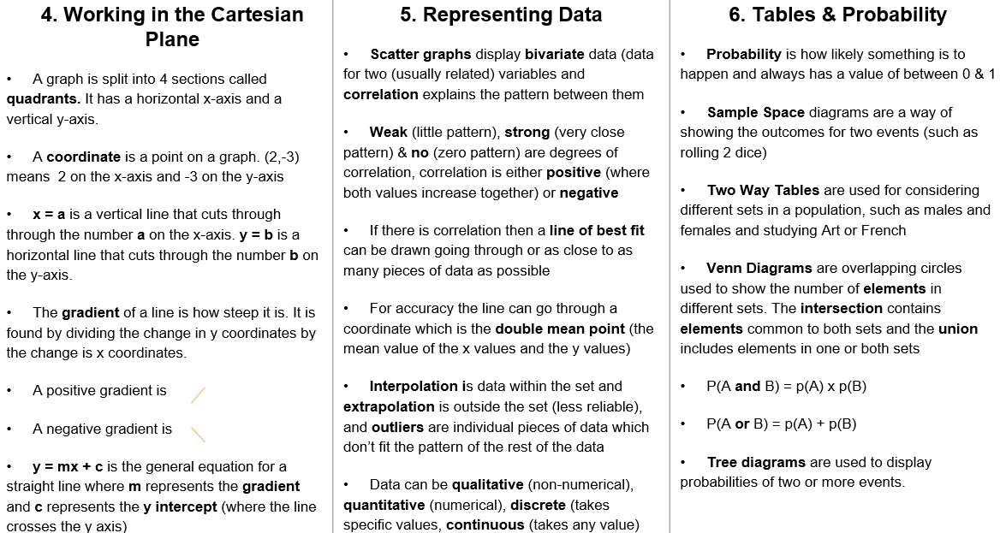 4. Working in the Cartesian
Plane
• A graph is split into 4 sections called
quadrants. It has a horizontal x-axis and a
vertical y-axis.
• A coordinate is a point on a graph. (2,-3)
means  2 on the x-axis and -3 on the y-axis
• x = a is a vertical line that cuts through
through the number a on the x-axis. y = b is a
horizontal line that cuts through the number b on
the y-axis.
• The gradient of a line is how steep it is. It is
found by dividing the change in y coordinates by
the change is x coordinates.
• A positive gradient is
• A negative gradient is
• y = mx + c is the general equation for a
straight line where m represents the gradient
and c represents the y intercept (where the line
crosses the y axis)
5. Representing Data
• Scatter graphs display bivariate data (data
for two (usually related) variables and
correlation explains the pattern between them
• Weak (little pattern), strong (very close
pattern) & no (zero pattern) are degrees of
correlation, correlation is either positive (where
both values increase together) or negative
• If there is correlation then a line of best fit
can be drawn going through or as close to as
many pieces of data as possible
• For accuracy the line can go through a
coordinate which is the double mean point (the
mean value of the x values and the y values)
• Interpolation is data within the set and
extrapolation is outside the set (less reliable),
and outliers are individual pieces of data which
don't fit the pattern of the rest of the data
• Data can be qualitative (non-numerical),
quantitative (numerical), discrete (takes
specific values, continuous (takes any value)
6. Tables & Probability
• Probability is how likely something is to
happen and always has a value of between 0 & 1
• Sample Space diagrams are a way of
showing the outcomes for two events (such as
rolling 2 dice)
• Two Way Tables are used for considering
different sets in a population, such as males and
females and studying Art or French
• Venn Diagrams are overlapping circles
used to show the number of elements in
different sets. The intersection contains
elements common to both sets and the union
includes elements in one or both sets
• P(A and B) = p(A) x p(B)
• P(A or B) = p(A) + p(B)
• Tree diagrams are used to display
probabilities of two or more events.